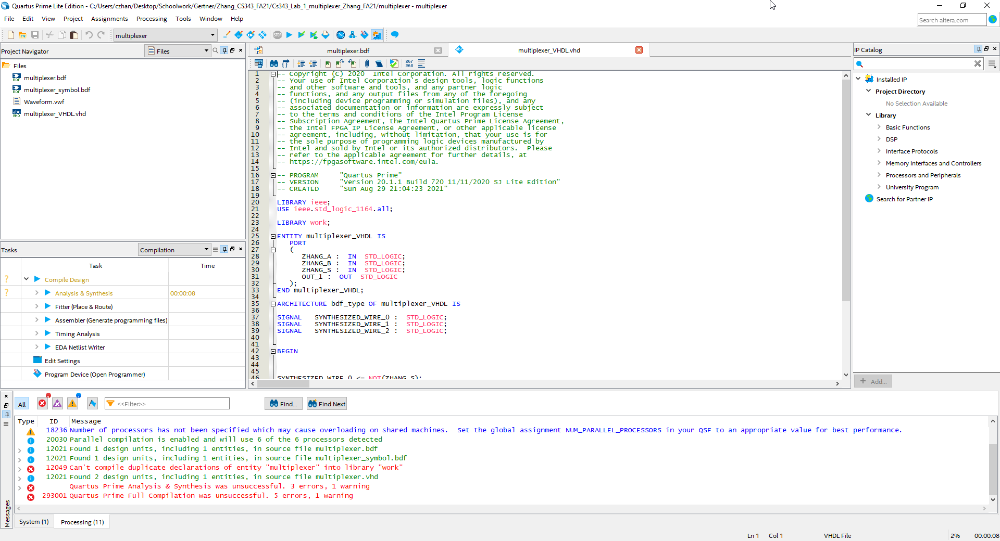 Quartus Prime Lite Edition - C:/Users/czhan/Desktop/Schoolwork/Gertner/Zhang_CS343_FA21/Cs343_Lab_1_multiplexer_Zhang_FA21/multiplexer - multiplexer
File Edit View Project Assignments Processing Tools Window Help
Search altera.com
multiplexer
STOP
Project Navigator
Files
Files
BDF multiplexer.bdf
BDF multiplexer_symbol.bdf
Waveform.vwf
abc VHD multiplexer_VHDL.vhd
Tasks
Compilation
Task Time
? Compile Design
? Analysis & Synthesis 00:00:08
Fitter (Place & Route)
Assembler (Generate programming files)
Timing Analysis
EDA Netlist Writer
Edit Settings
Program Device (Open Programmer)
multiplexer.bdf
abc multiplexer_VHDL.vhd
267
268
1 -- Copyright (C) 2020  Intel Corporation. All rights reserved.
2 -- Your use of Intel Corporation's design tools, logic functions
3 -- and other software and tools, and any partner logic
4 -- functions, and any output files from any of the foregoing
5 -- (including device programming or simulation files), and any
6 -- associated documentation or information are expressly subject
7 -- to the terms and conditions of the Intel Program License
8 -- Subscription Agreement, the Intel Quartus Prime License Agreement,
9 -- the Intel FPGA IP License Agreement, or other applicable license
10 -- agreement, including, without limitation, that your use is for
11 -- the sole purpose of programming logic devices manufactured by
12 -- Intel and sold by Intel or its authorized distributors.  Please
13 -- refer to the applicable agreement for further details, at
14 -- https://fpgasoftware.intel.com/eula.
15
16 -- PROGRAM     "Quartus Prime"
17 -- VERSION     "Version 20.1.1 Build 720 11/11/2020 SJ Lite Edition"
18 -- CREATED     "Sun Aug 29 21:04:23 2021"
19
20 LIBRARY ieee;
21 USE ieee.std_logic_1164.all;
22
23 LIBRARY work;
24
25 ENTITY multiplexer_VHDL IS
26 PORT
27 (
28 ZHANG_A :  IN  STD_LOGIC;
29 ZHANG_B :  IN  STD_LOGIC;
30 ZHANG_S :  IN  STD_LOGIC;
31 OUT_1 :  OUT  STD_LOGIC
32 );
33 END multiplexer_VHDL;
34
35 ARCHITECTURE bdf_type OF multiplexer_VHDL IS
36
37 SIGNAL   SYNTHESIZED_WIRE_0 :  STD_LOGIC;
38 SIGNAL   SYNTHESIZED_WIRE_1 :  STD_LOGIC;
39 SIGNAL   SYNTHESIZED_WIRE_2 :  STD_LOGIC;
40
41
42 BEGIN
43
44
45
46 SYNTHESIZED_WIRE_0 <= NOT(ZHANG_S);
IP Catalog
Installed IP
Project Directory
No Selection Available
Library
Basic Functions
DSP
Interface Protocols
Memory Interfaces and Controllers
Processors and Peripherals
University Program
Search for Partner IP
+ Add...
All
<<Filter>>
Find...
Find Next
Type ID Message
18236 Number of processors has not been specified which may cause overloading on shared machines.  Set the global assignment NUM_PARALLEL_PROCESSORS in your QSF to an appropriate value for best performance.
20030 Parallel compilation is enabled and will use 6 of the 6 processors detected
12021 Found 1 design units, including 1 entities, in source file multiplexer.bdf
12021 Found 1 design units, including 1 entities, in source file multiplexer_symbol.bdf
12049 Can't compile duplicate declarations of entity "multiplexer" into library "work"
12021 Found 2 design units, including 1 entities, in source file multiplexer.vhd
Quartus Prime Analysis & Synthesis was unsuccessful. 3 errors, 1 warning
293001 Quartus Prime Full Compilation was unsuccessful. 5 errors, 1 warning
Messages
System (1)
Processing (11)
Ln 1 Col 1 VHDL File 2% 00:00:08